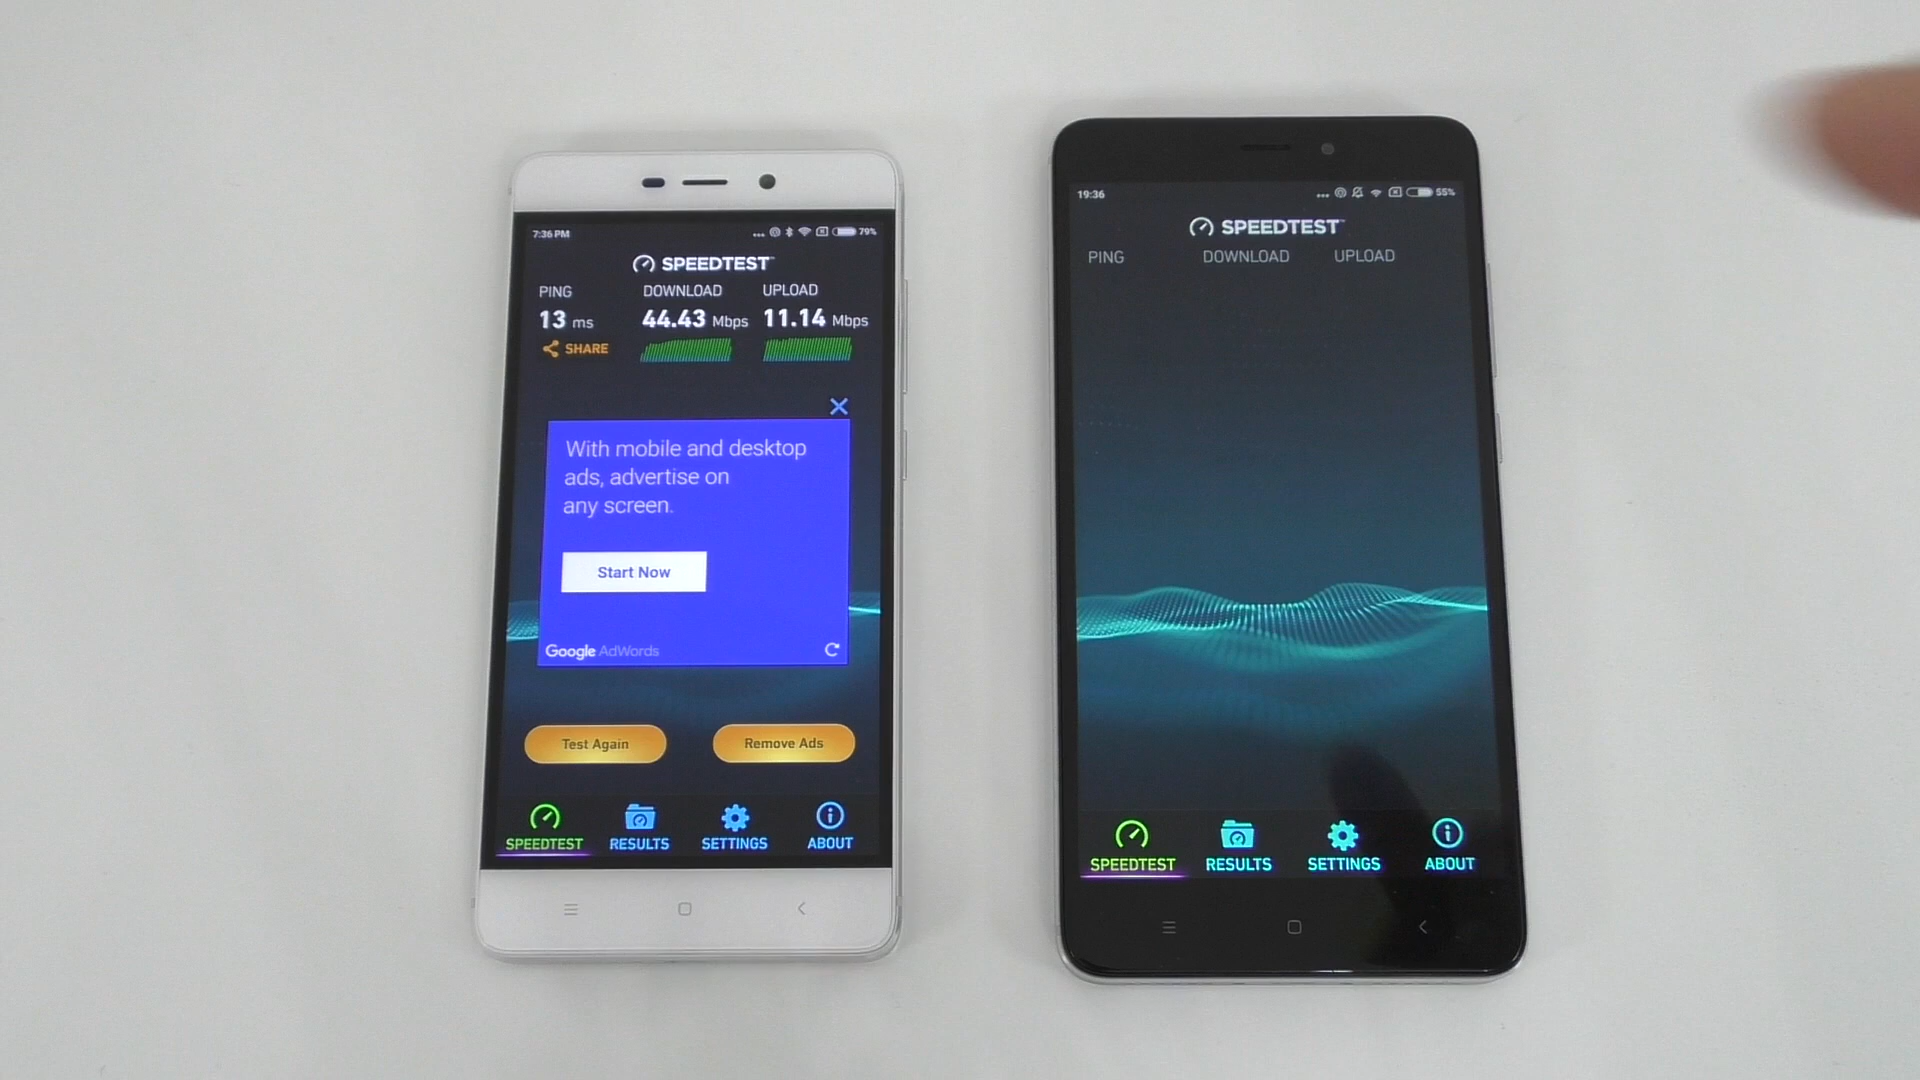 7:36 PM
79%
SPEEDTEST™
PING
DOWNLOAD
UPLOAD
13 ms
44.43 Mbps
11.14 Mbps
SHARE
With mobile and desktop
ads, advertise on
any screen.
Start Now
Google AdWords
Test Again
Remove Ads
SPEEDTEST
RESULTS
SETTINGS
ABOUT
19:36
55%
SPEEDTEST™
PING
DOWNLOAD
UPLOAD
SPEEDTEST
RESULTS
SETTINGS
ABOUT